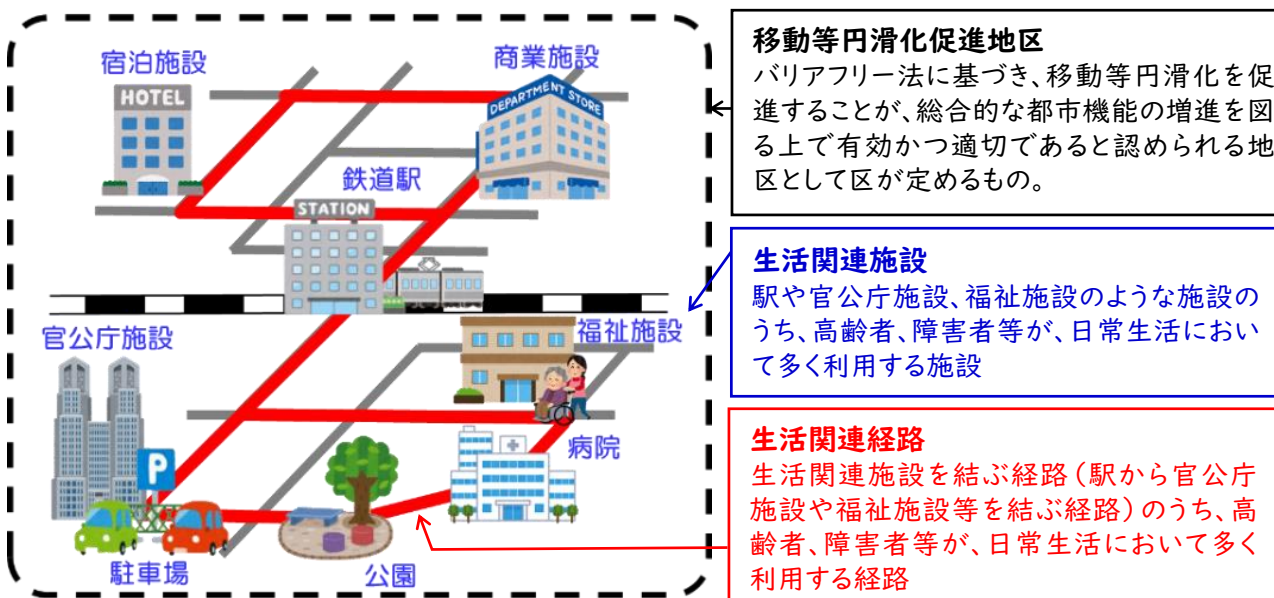 宿泊施設
HOTEL
商業施設
DEPARTMENT STORE
鉄道駅
STATION
官公庁施設
福祉施設
病院
P
駐車場
公園
移動等円滑化促進地区
バリアフリー法に基づき、移動等円滑化を促
進することが、総合的な都市機能の増進を図
る上で有効かつ適切であると認められる地
区として区が定めるもの。
生活関連施設
駅や官公庁施設、福祉施設のような施設の
うち、高齢者、障害者等が、日常生活におい
て多く利用する施設
生活関連経路
生活関連施設を結ぶ経路（駅から官公庁
施設や福祉施設等を結ぶ経路）のうち、高
齢者、障害者等が、日常生活において多く
利用する経路